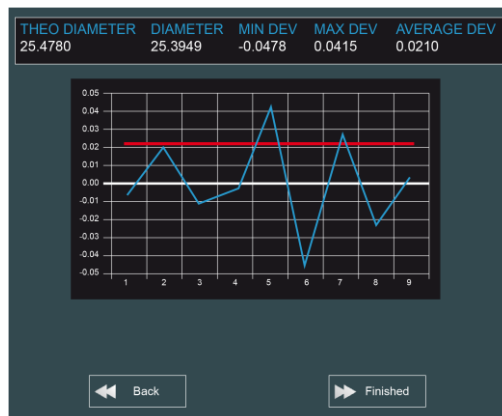 THEO DIAMETER DIAMETER MIN DEV MAX DEV AVERAGE DEV
25.4780 25.3949 -0.0478 0.0415 0.0210
0.05
0.04
0.03
0.02
0.01
0.00
-0.01
-0.02
-0.03
-0.04
-0.05
1 2 3 4 5 6 7 8 9
Back Finished